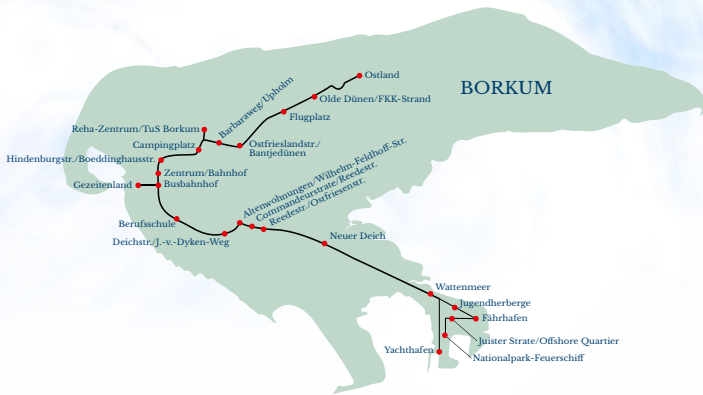 Ostland
BORKUM
Olde Dünen/FKK-Strand
Barbaraweg/Upholm
Flugplatz
Reha-Zentrum/TuS Borkum
Campingplatz
Ostfrieslandstr./
Bantjedünen
Hindenburgstr./Boeddinghausstr.
Zentrum/Bahnhof
Gezeitenland
Busbahnhof
Altenwohnungen/Wilhelm-Feldhoff-Str.
Commandeurstrate/Reedestr.
Reedestr./Ostfriesenstr.
Berufsschule
Deichstr./J.-v.-Dyken-Weg
Neuer Deich
Wattenmeer
Jugendherberge
Fährhafen
Juister Strate/Offshore Quartier
Yachthafen
Nationalpark-Feuerschiff